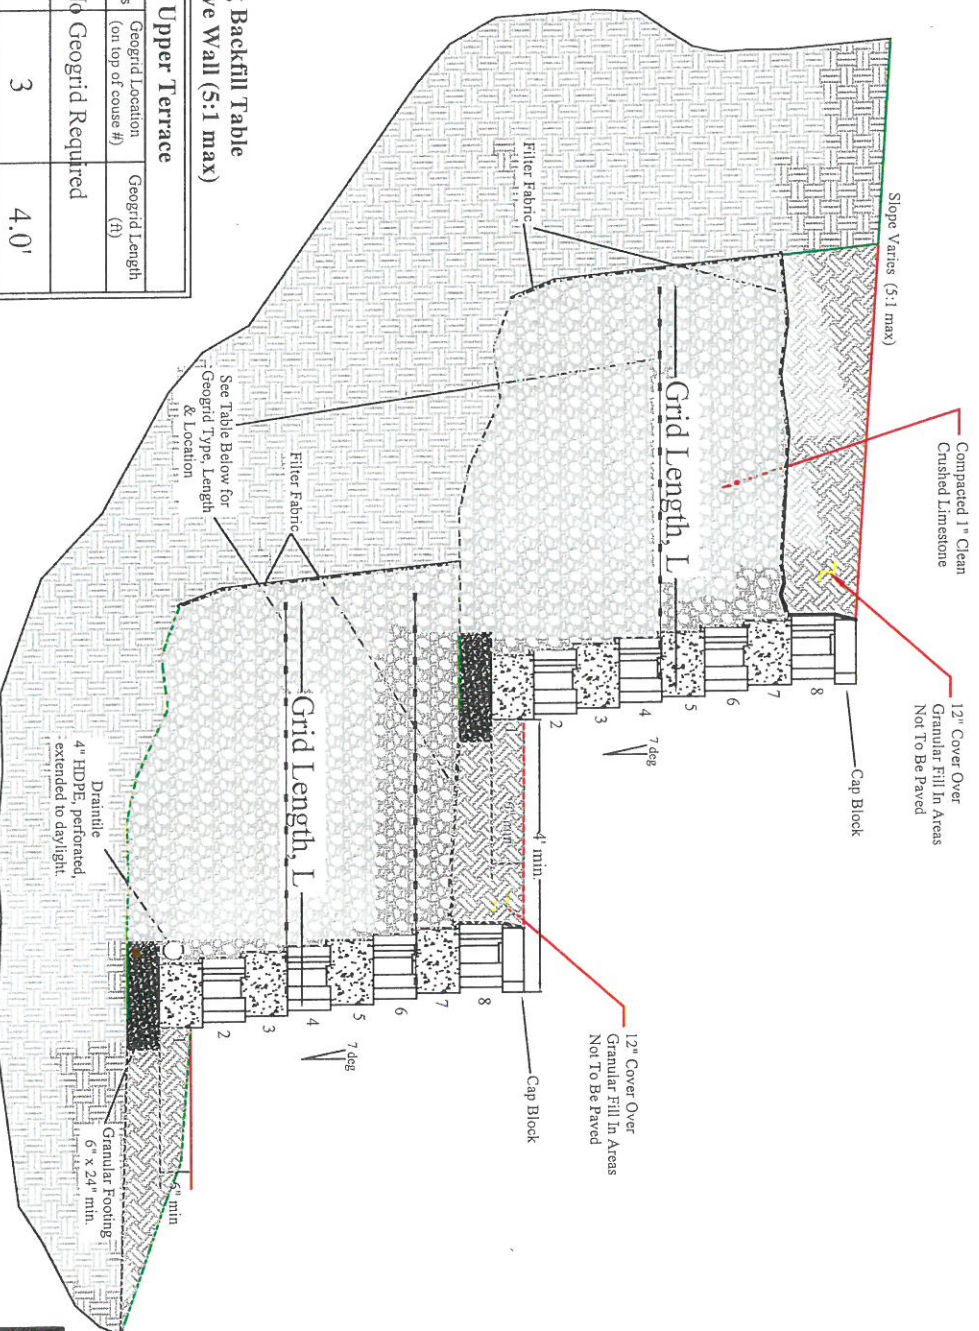 Slope Varies (5:1 max)
Compacted 1" Clean
Crushed Limestone
12" Cover Over
Granular Fill In Areas
Not To Be Paved
Cap Block
Filter Fabric
Grid Length, L
8
7
6
5
4
3
2
7 deg
4' min.
12" Cover Over
Granular Fill In Areas
Not To Be Paved
Cap Block
See Table Below for
Geogrid Type, Length
& Location
Filter Fabric
Grid Length, L
8
7
6
5
4
3
2
1
7 deg
6" min
Draintile
4" HDPE, perforated,
extended to daylight.
Granular Footing
6" x 24" min.
Backfill Table
Wall (5:1 max)
Upper Terrace
Geogrid Location
(on top of couse #)
Geogrid Length
(ft)
Geogrid Required
3
4.0'